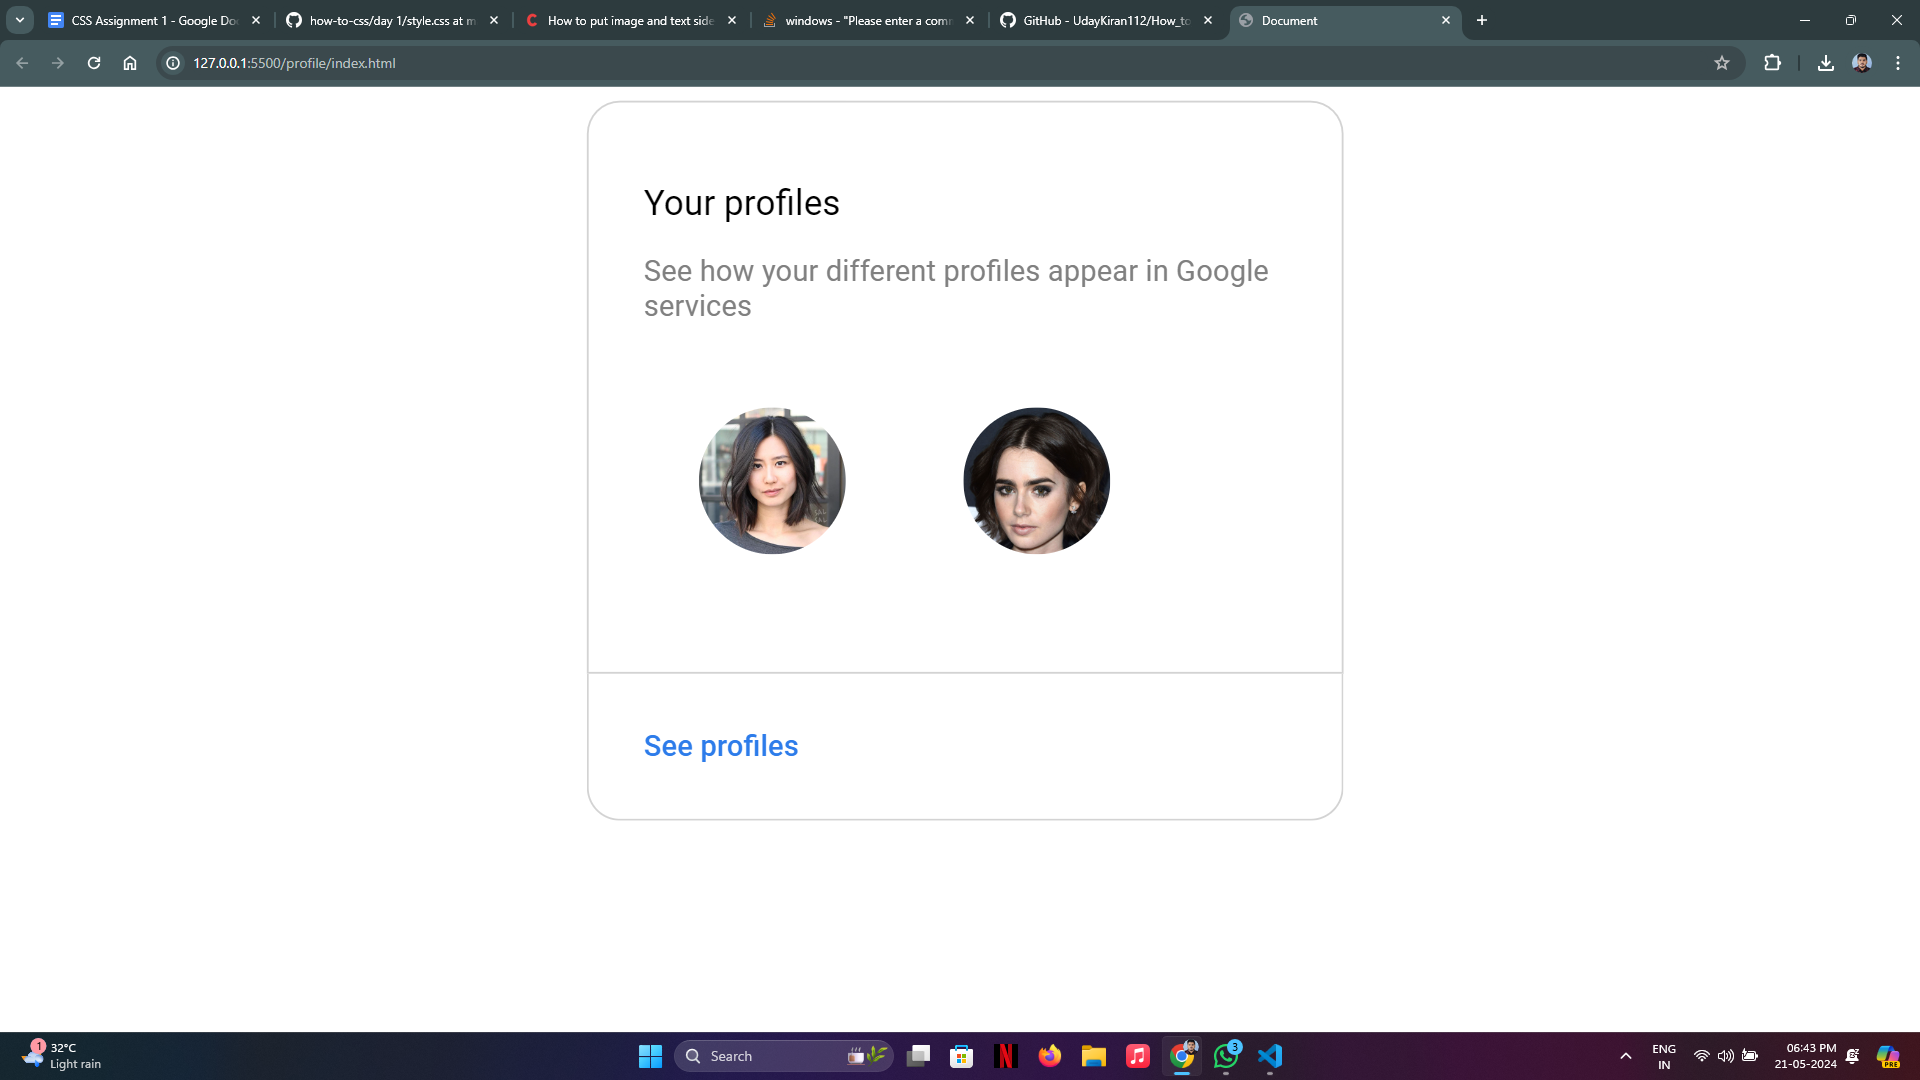 CSS Assignment 1 - Google Do
how-to-css/day 1/style.css at m
How to put image and text side
windows - "Please enter a comm
GitHub - UdayKiran112/How_to
Document
127.0.0.1:5500/profile/index.html
Your profiles
See how your different profiles appear in Google
services
See profiles
1
32°C
Light rain
Search
3
ENG
IN
06:43 PM
21-05-2024
PRE